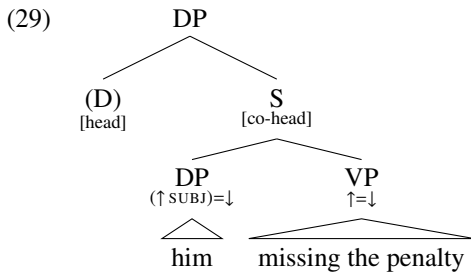 (29) DP
(D) S
[head] [co-head]
DP VP
(↑ SUBJ)=↓ ↑=↓
him missing the penalty